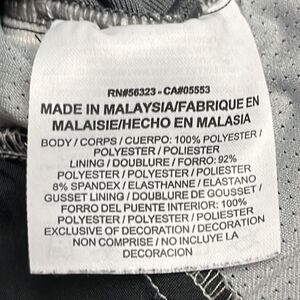 RN#56323 - CA#05553
MADE IN MALAYSIA/FABRIQUE EN
MALAISIE/HECHO EN MALASIA
BODY / CORPS / CUERPO: 100% POLYESTER /
POLYESTER / POLIESTER
LINING / DOUBLURE / FORRO: 92%
POLYESTER / POLYESTER / POLIESTER
8% SPANDEX / ELASTHANNE / ELASTANO
GUSSET LINING / DOUBLURE DE GOUSSET /
FORRO DEL PUENTE INTERIOR: 100%
POLYESTER / POLYESTER / POLIESTER
EXCLUSIVE OF DECORATION / DECORATION
NON COMPRISE / NO INCLUYE LA
DECORACION